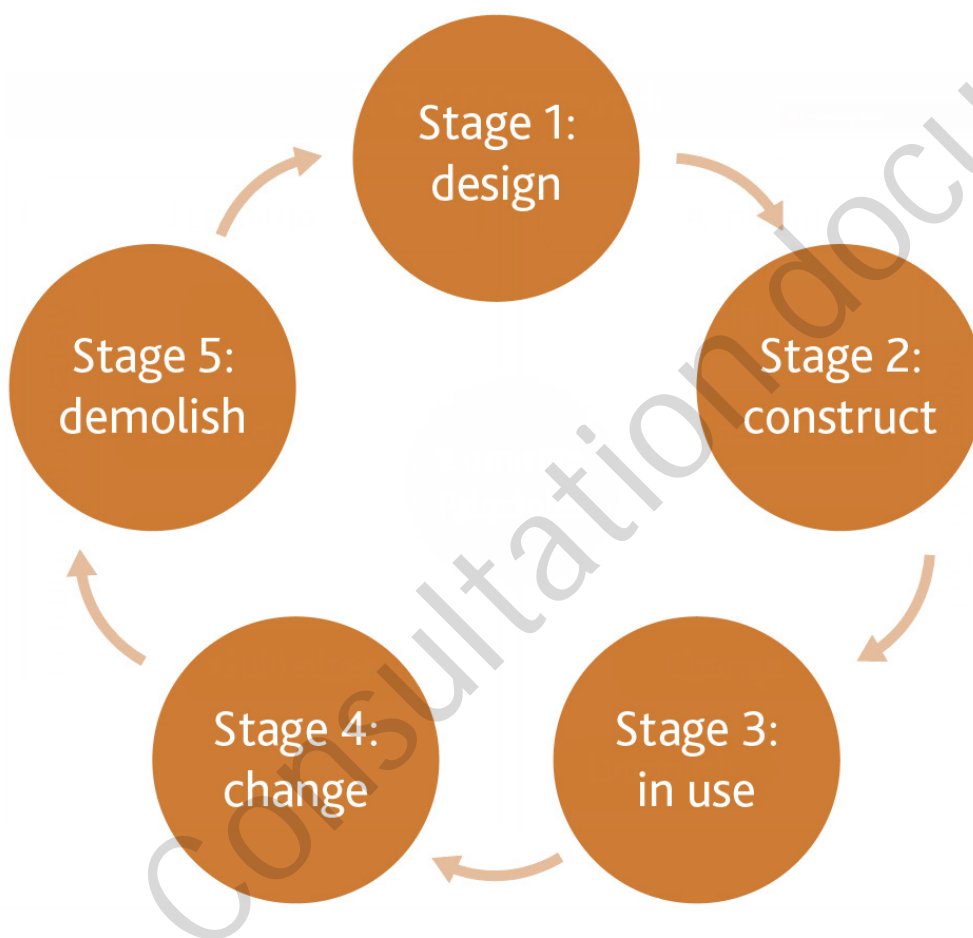 Stage 1:
design
Stage 2:
construct
Stage 3:
in use
Stage 4:
change
Stage 5:
demolish
Consultation docu